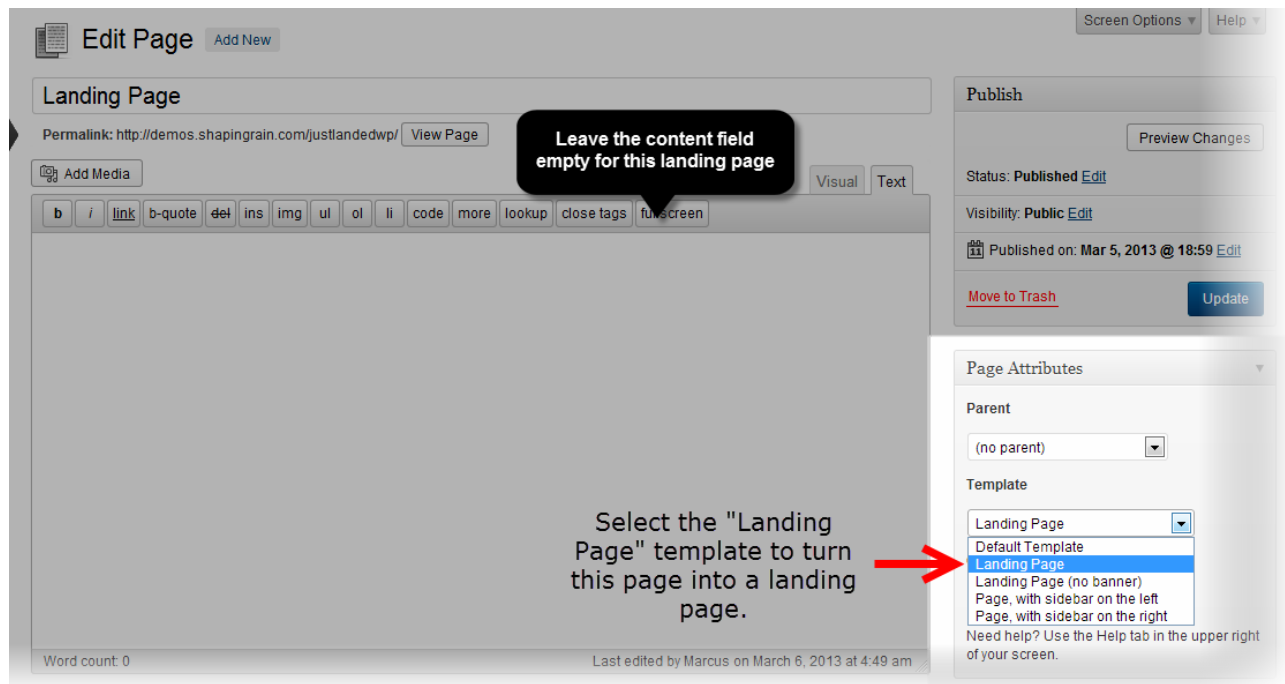 Screen Options Help
Edit Page Add New
Landing Page
Permalink: http://demos.shapingrain.com/justlandedwp/ View Page
Leave the content field
empty for this landing page
Add Media
Visual Text
b i link b-quote del ins img ul ol li code more lookup close tags fullscreen
Select the "Landing
Page" template to turn
this page into a landing
page.
Word count: 0 Last edited by Marcus on March 6, 2013 at 4:49 am
Publish
Preview Changes
Status: Published Edit
Visibility: Public Edit
11 Published on: Mar 5, 2013 @ 18:59 Edit
Move to Trash Update
Page Attributes
Parent
(no parent)
Template
Landing Page
Default Template
Landing Page
Landing Page (no banner)
Page, with sidebar on the left
Page, with sidebar on the right
Need help? Use the Help tab in the upper right
of your screen.